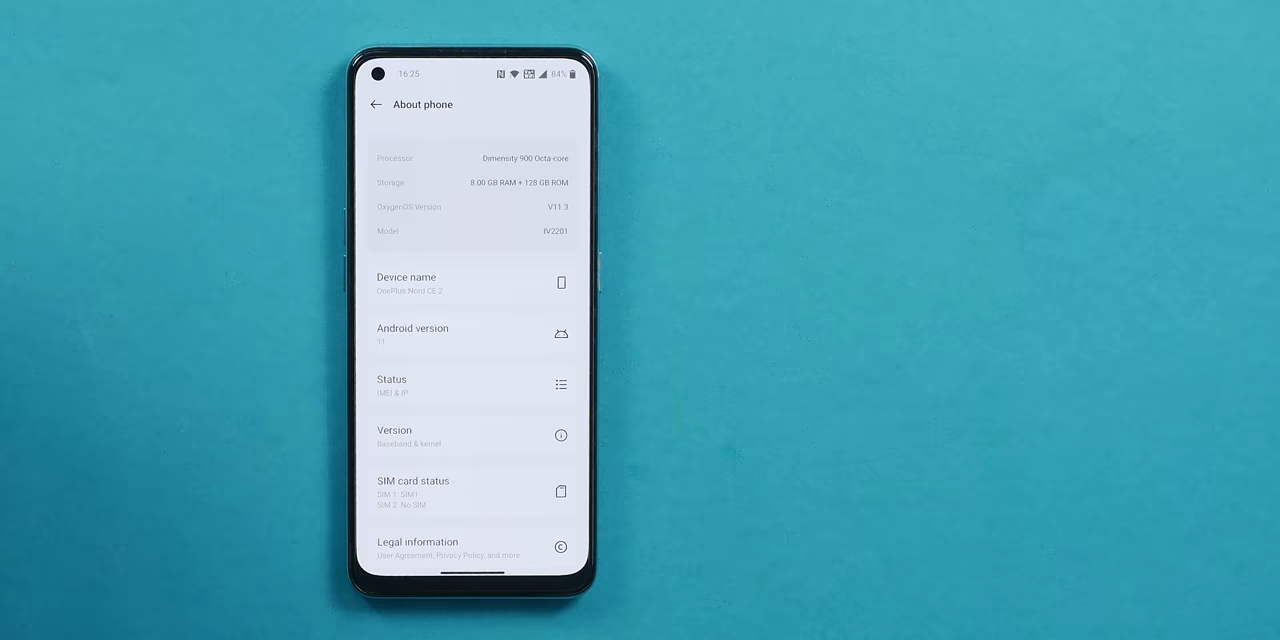 16:25 84%
About phone
Processor Dimensity 900 Octa-core
Storage 8.00 GB RAM + 128 GB ROM
OxygenOS Version V11.3
Model IV2201
Device name
OnePlus Nord CE 2
Android version
11
Status
IMEI & IP
Version
Baseband & kernel
SIM card status
SIM 1: SIM1
SIM 2: No SIM
Legal information
User Agreement, Privacy Policy, and more